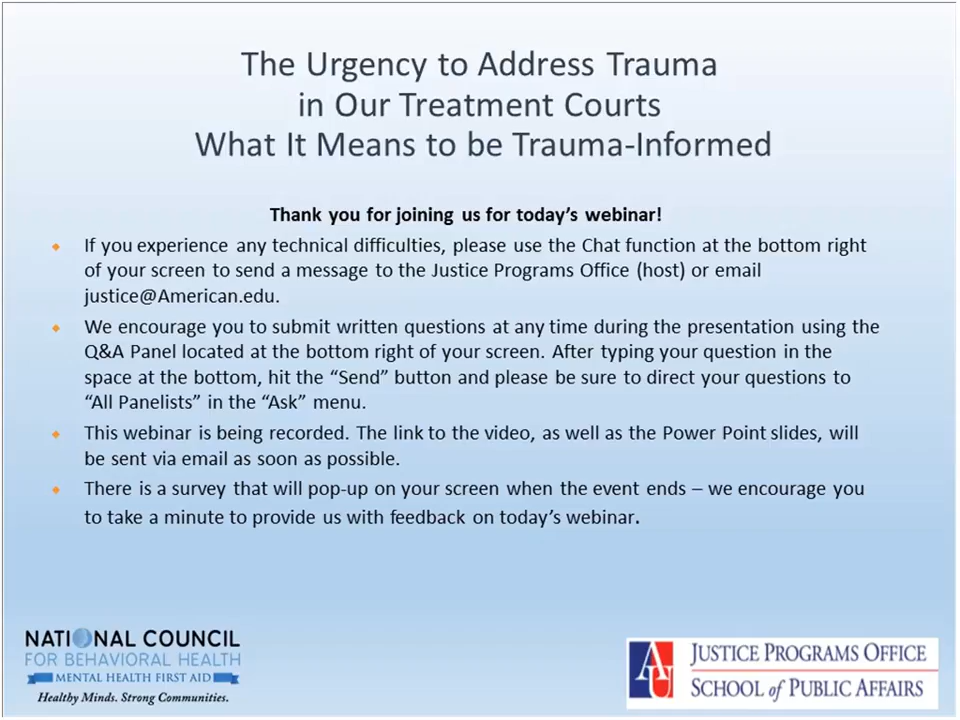 The Urgency to Address Trauma
in Our Treatment Courts
What It Means to be Trauma-Informed
Thank you for joining us for today's webinar!
If you experience any technical difficulties, please use the Chat function at the bottom right
of your screen to send a message to the Justice Programs Office (host) or email
justice@American.edu.
We encourage you to submit written questions at any time during the presentation using the
Q&A Panel located at the bottom right of your screen. After typing your question in the
space at the bottom, hit the “Send” button and please be sure to direct your questions to
“All Panelists” in the “Ask” menu.
This webinar is being recorded. The link to the video, as well as the Power Point slides, will
be sent via email as soon as possible.
There is a survey that will pop-up on your screen when the event ends – we encourage you
to take a minute to provide us with feedback on today's webinar.
NATIONAL COUNCIL
FOR BEHAVIORAL HEALTH
MENTAL HEALTH FIRST AID
Healthy Minds. Strong Communities.
AU
JUSTICE PROGRAMS OFFICE
SCHOOL of PUBLIC AFFAIRS